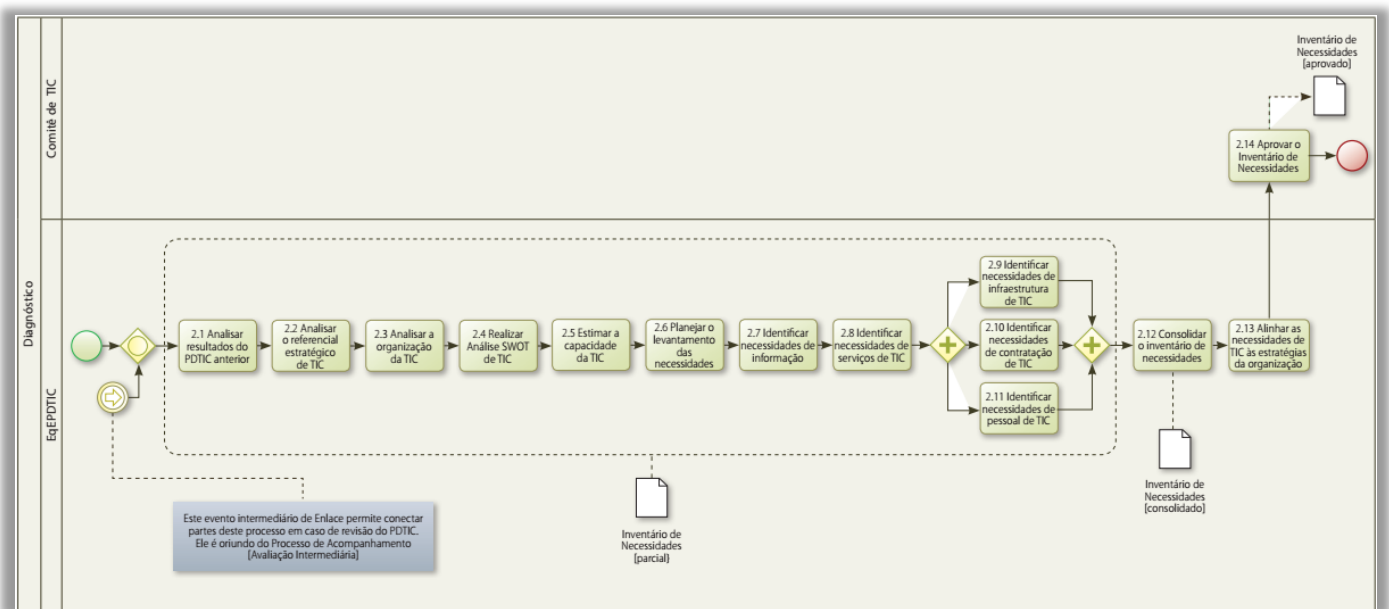 Diagnóstico
Comitê de TIC
Inventário de
Necessidades
[aprovado]
2.14 Aprovar o
Inventário de
Necessidades
EqEPDTIC
2.1 Analisar
resultados do
PDTIC anterior
2.2 Analisar
o referencial
estratégico
de TIC
2.3 Analisar a
organização
da TIC
2.4 Realizar
Análise SWOT
de TIC
2.5 Estimar a
capacidade
da TIC
2.6 Planejar o
levantamento
das
necessidades
2.7 Identificar
necessidades de
informação
2.8 Identificar
necessidades de
serviços de TIC
2.9 Identificar
necessidades de
infraestrutura
de TIC
2.10 Identificar
necessidades
de contratação
de TIC
2.11 Identificar
necessidades de
pessoal de TIC
2.12 Consolidar
o inventário de
necessidades
2.13 Alinhar as
necessidades de
TIC às estratégias
da organização
Este evento intermediário de Enlace permite conectar
partes deste processo em caso de revisão do PDTIC.
Ele é oriundo do Processo de Acompanhamento
[Avaliação Intermediária]
Inventário de
Necessidades
[parcial}
Inventário de
Necessidades
[consolidado]